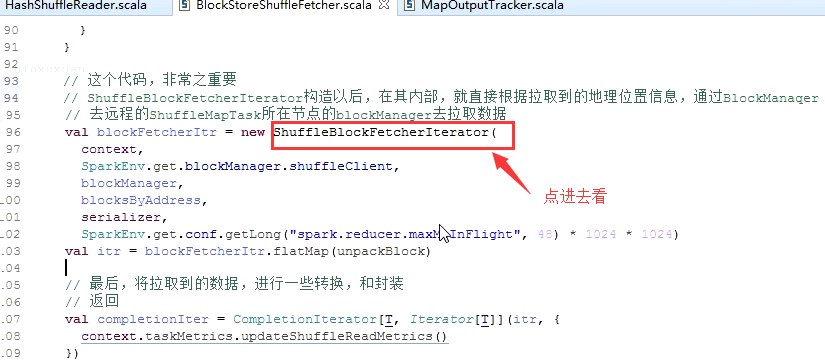 HashShuffleReader.scala BlockStoreShuffleFetcher.scala MapOutputTracker.scala
90 }
91 }
92
93 // 这个代码，非常之重要
94 // ShuffleBlockFetcherIterator构造以后，在其内部，就直接根据拉取到的地理位置信息，通过BlockManager
95 // 去远程的ShuffleMapTask所在节点的blockManager去拉取数据
96 val blockFetcherItr = new ShuffleBlockFetcherIterator(
97 context,
98 SparkEnv.get.blockManager.shuffleClient,
99 blockManager,
00 blocksByAddress,
01 serializer,
02 SparkEnv.get.conf.getLong("spark.reducer.maxMbInFlight", 48) * 1024 * 1024)
03 val itr = blockFetcherItr.flatMap(unpackBlock)
04
05 // 最后，将拉取到的数据，进行一些转换，和封装
06 // 返回
07 val completionIter = CompletionIterator[T, Iterator[T]](itr, {
08 context.taskMetrics.updateShuffleReadMetrics()
09 })
点进去看